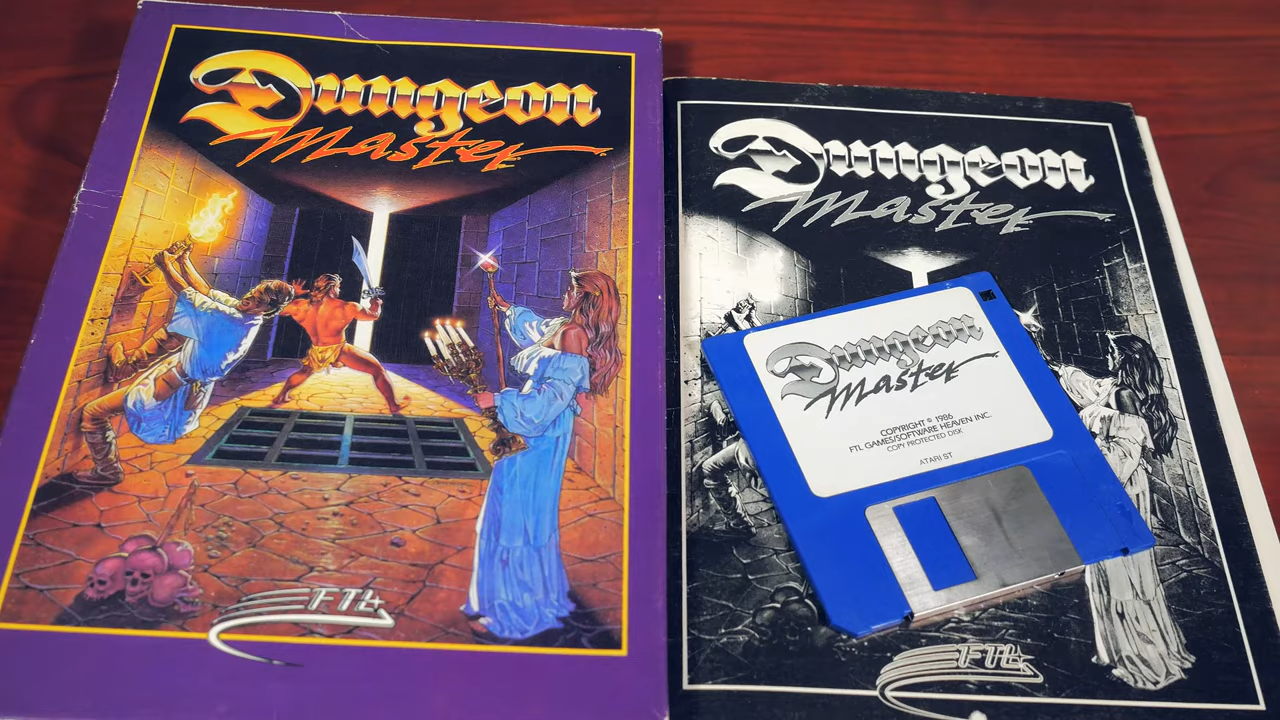 Dungeon
Master
FTL
Dungeon
Master
Dungeon
Master
COPYRIGHT © 1986
FTL GAMES/SOFTWARE HEAVEN INC.
COPY PROTECTED DISK
ATARI ST
FTL